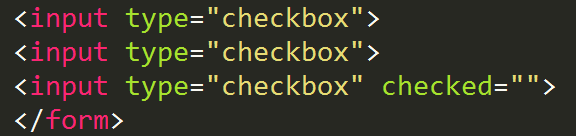 <input type="checkbox">
<input type="checkbox">
<input type="checkbox" checked="">
</form>